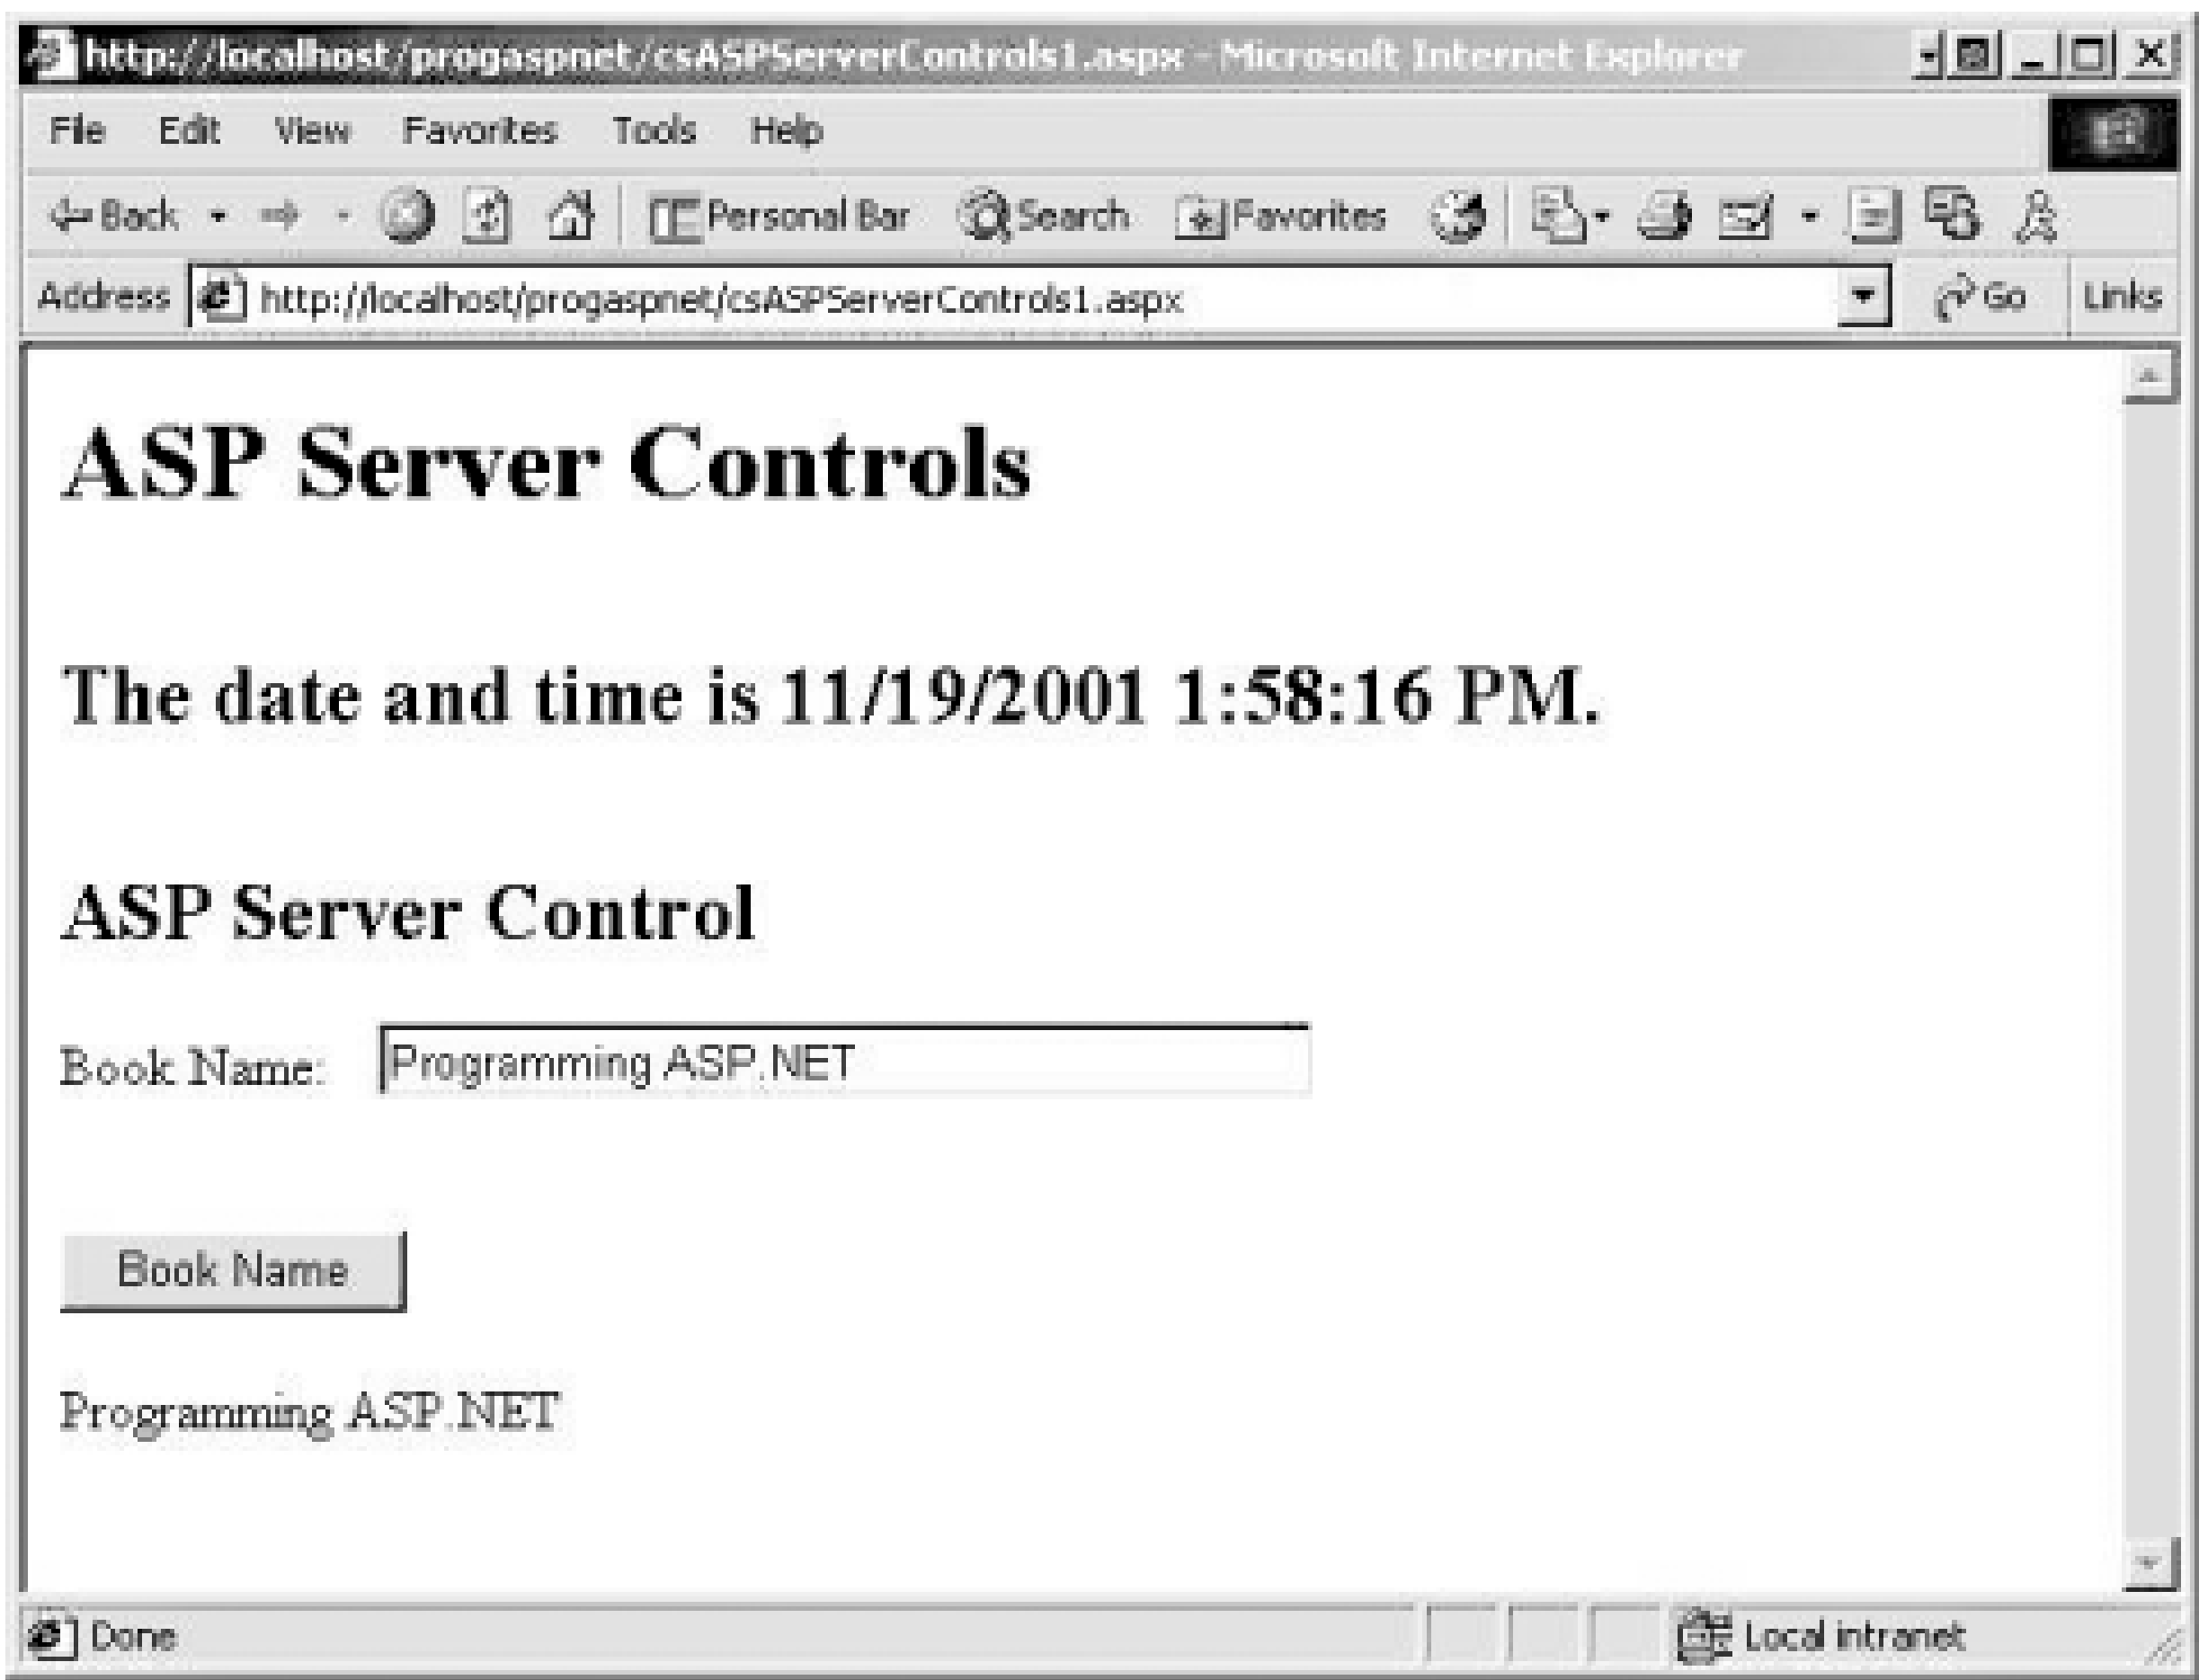 http://localhost/progaspnet/csASPServerControls1.aspx - Microsoft Internet Explorer
File Edit View Favorites Tools Help
Back Personal Bar Search Favorites
Address http://localhost/progaspnet/csASPServerControls1.aspx Go Links
ASP Server Controls
The date and time is 11/19/2001 1:58:16 PM.
ASP Server Control
Book Name: Programming ASP.NET
Book Name
Programming ASP.NET
Done Local intranet